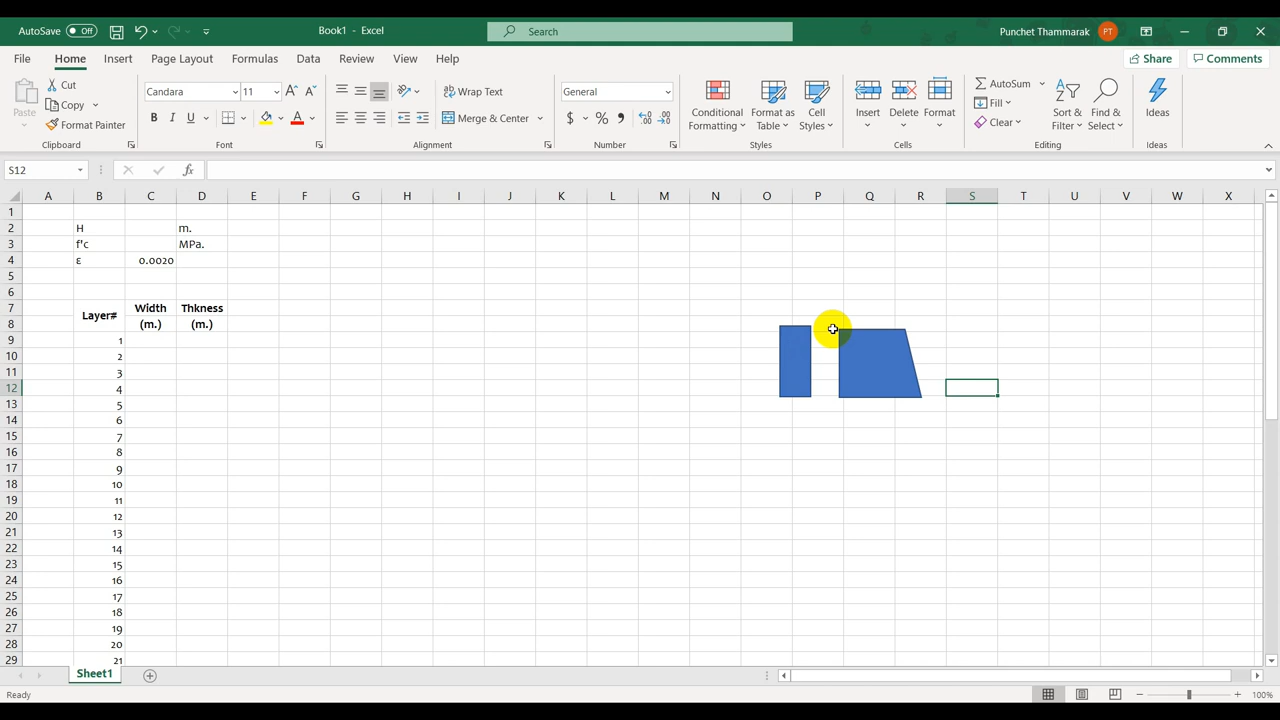 AutoSave Off Book1 - Excel Search Punchet Thammarak PT
File Home Insert Page Layout Formulas Data Review View Help Share Comments
Paste Cut Copy Format Painter Clipboard
Candara B I U A Font
Wrap Text Merge & Center Alignment
General $ % , Number
Conditional Formatting Format as Table Cell Styles Styles
Insert Delete Format Cells
AutoSum Fill Clear Sort & Filter Find & Select Editing
Ideas Ideas
S12 fx
A B C D E F G H I J K L M N O P Q R S T U V W X
1
2 H m.
3 f'c MPa.
4 ε 0.0020
5
6
7 Layer# Width Thkness
8 (m.) (m.)
9 1
10 2
11 3
12 4
13 5
14 6
15 7
16 8
17 9
18 10
19 11
20 12
21 13
22 14
23 15
24 16
25 17
26 18
27 19
28 20
29 21
Sheet1
Ready 100%